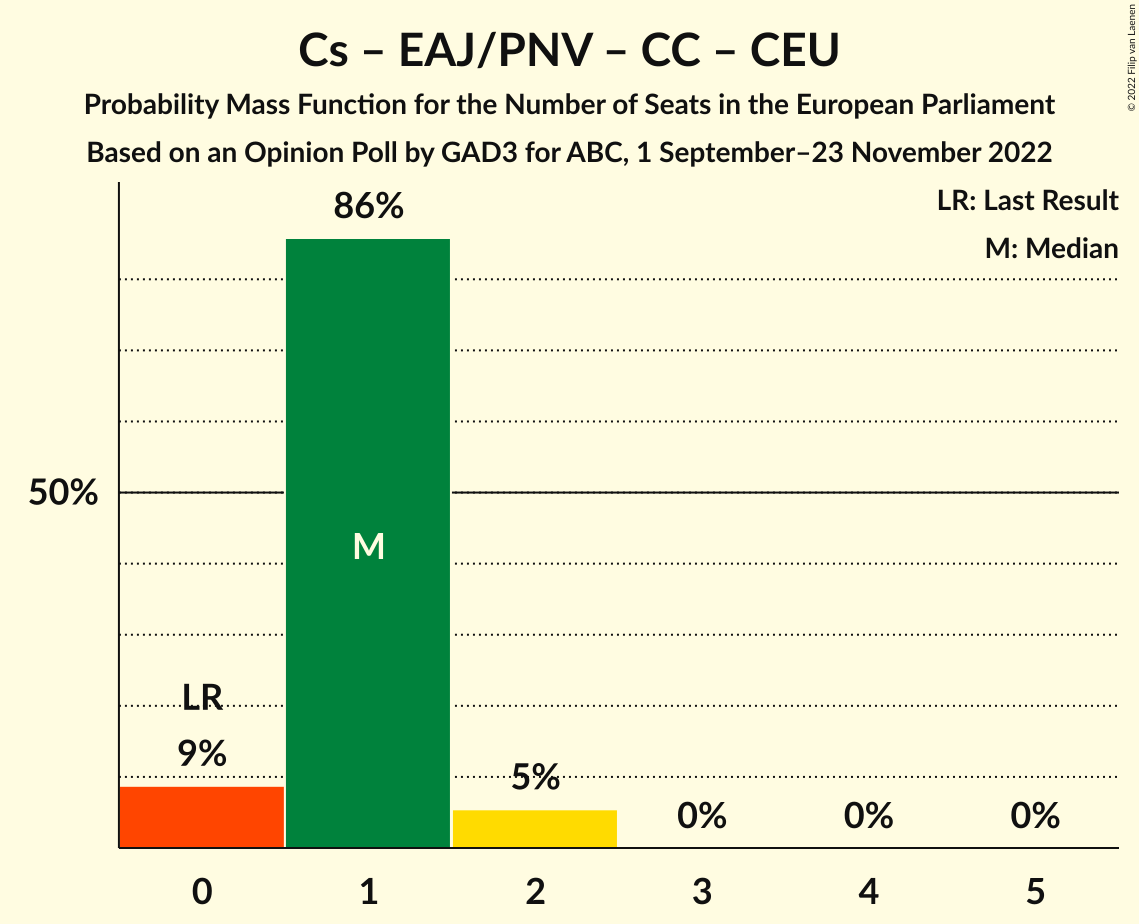 Cs – EAJ/PNV – CC – CEU
Probability Mass Function for the Number of Seats in the European Parliament
Based on an Opinion Poll by GAD3 for ABC, 1 September–23 November 2022
© 2022 Filip van Laenen
LR: Last Result
M: Median
86%
50%
M
LR
9%
5%
0%
0%
0%
0
1
2
3
4
5